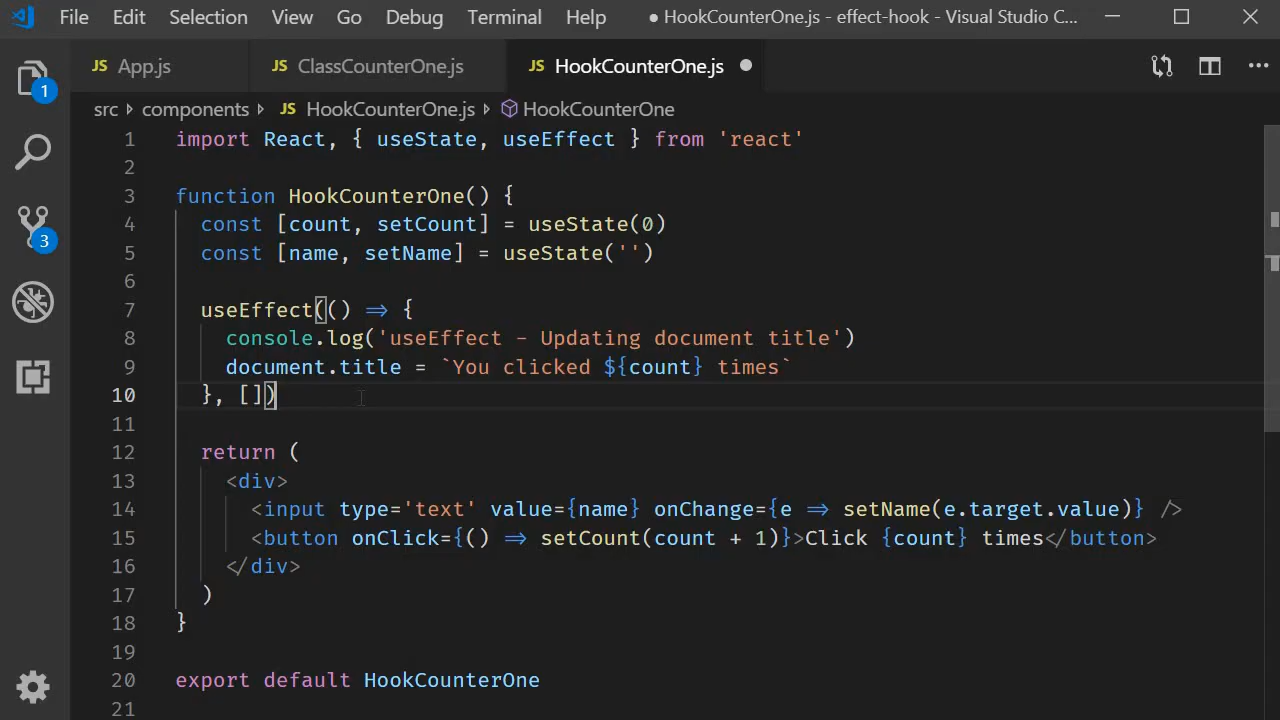 File Edit Selection View Go Debug Terminal Help ● HookCounterOne.js - effect-hook - Visual Studio C...
JS App.js JS ClassCounterOne.js JS HookCounterOne.js
src components JS HookCounterOne.js HookCounterOne
1
3
1 import React, { useState, useEffect } from 'react'
2
3 function HookCounterOne() {
4 const [count, setCount] = useState(0)
5 const [name, setName] = useState('')
6
7 useEffect(() => {
8 console.log('useEffect - Updating document title')
9 document.title = `You clicked ${count} times`
10 }, [])
11
12 return (
13 <div>
14 <input type='text' value={name} onChange={e => setName(e.target.value)} />
15 <button onClick={() => setCount(count + 1)}>Click {count} times</button>
16 </div>
17 )
18 }
19
20 export default HookCounterOne
21